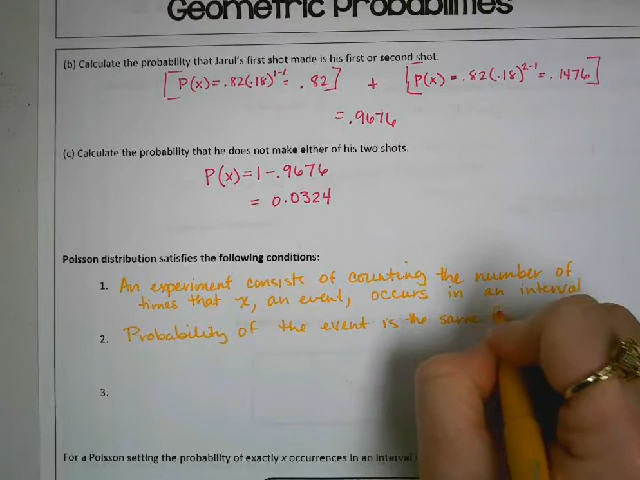 Geometric Probabilities
(b) Calculate the probability that Jarul's first shot made is his first or second shot.
[P(x)=.82(.18)^1-1=.82] + [P(x)=.82(.18)^2-1=.1476]
=.9676
(c) Calculate the probability that he does not make either of his two shots.
P(x)=1-.9676
= 0.0324
Poisson distribution satisfies the following conditions:
1. An experiment consists of counting the number of
times that x, an event, occurs in an interval
2. Probability of the event is the same
3.
For a Poisson setting the probability of exactly x occurrences in an interval